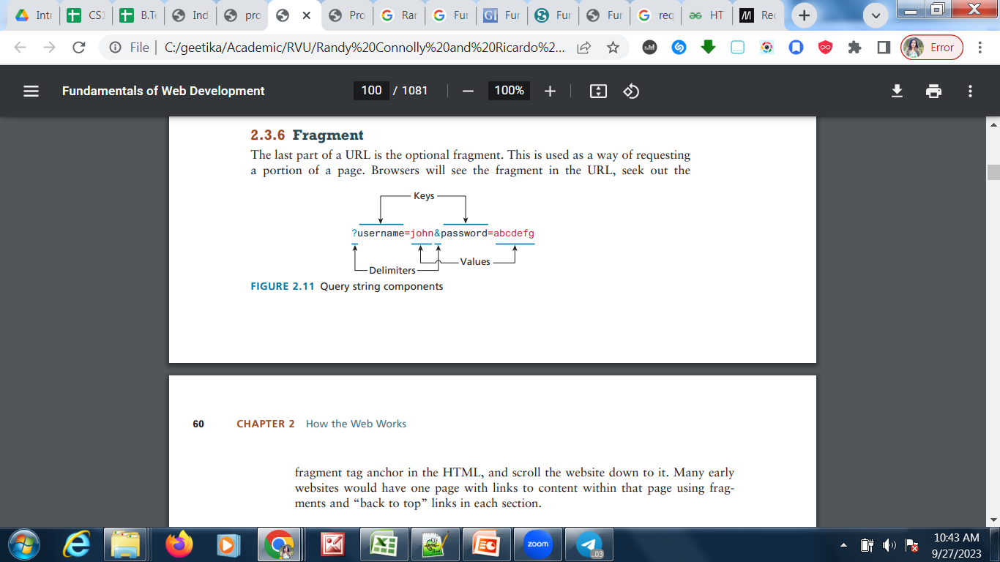 Intr
CS1
B.Te
Ind
pro
Pro
G Rar
G Fur
GI Fur
Fur
Fur
G req
HT
M Rec
File | C:/geetika/Academic/RVU/Randy%20Connolly%20and%20Ricardo%2...
Error
Fundamentals of Web Development
100 / 1081
100%
2.3.6 Fragment
The last part of a URL is the optional fragment. This is used as a way of requesting
a portion of a page. Browsers will see the fragment in the URL, seek out the
Keys
?username=john&password=abcdefg
Values
Delimiters
FIGURE 2.11 Query string components
60 CHAPTER 2 How the Web Works
fragment tag anchor in the HTML, and scroll the website down to it. Many early
websites would have one page with links to content within that page using frag-
ments and “back to top” links in each section.
zoom
..03
10:43 AM
9/27/2023